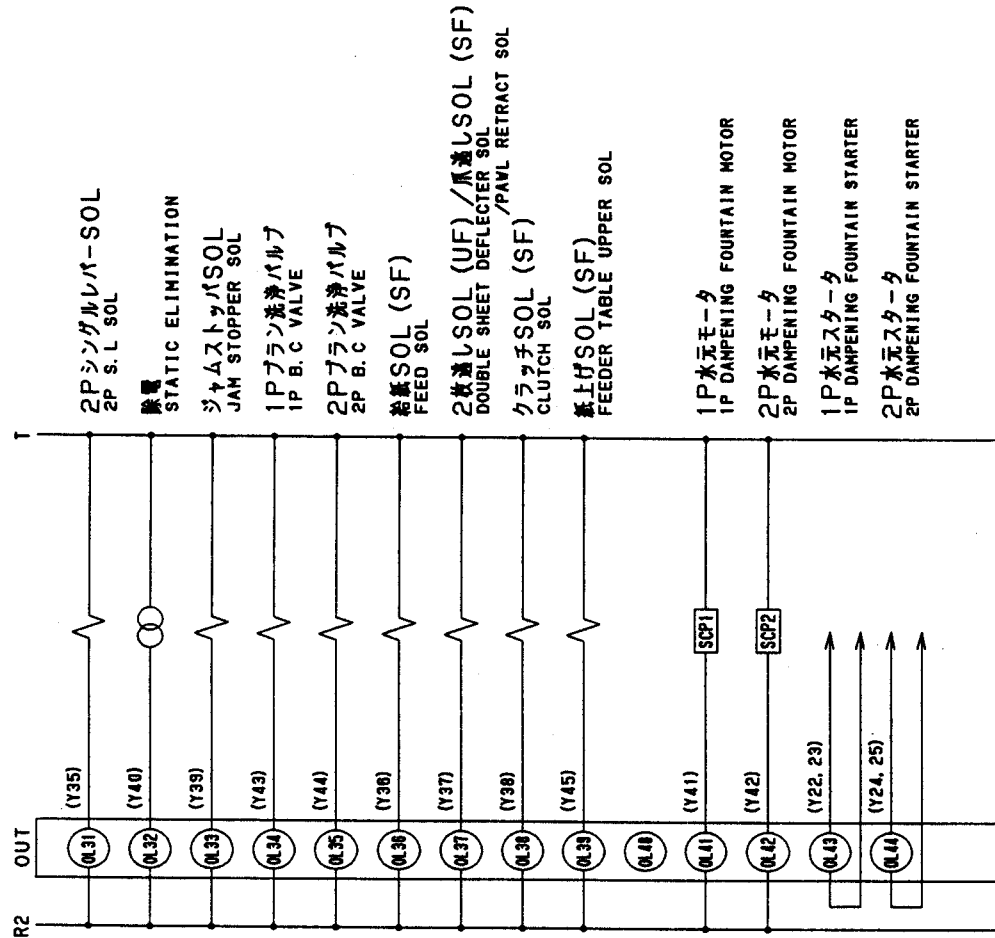 R2
OUT
T
OL31
(Y35)
2PシングルレバーSOL
2P S.L SOL
OL32
(Y40)
除電
STATIC ELIMINATION
OL33
(Y39)
ジャムストッパSOL
JAM STOPPER SOL
OL34
(Y43)
1Pブラン洗浄バルブ
1P B.C VALVE
OL35
(Y44)
2Pブラン洗浄バルブ
2P B.C VALVE
OL36
(Y36)
給紙SOL (SF)
FEED SOL
OL37
(Y37)
2枚逃しSOL (UF) /爪逃しSOL (SF)
DOUBLE SHEET DEFLECTER SOL
/PAWL RETRACT SOL
OL38
(Y38)
クラッチSOL (SF)
CLUTCH SOL
OL39
(Y45)
紙上げSOL (SF)
FEEDER TABLE UPPER SOL
OL40
OL41
(Y41)
SCP1
1P水元モータ
1P DAMPENING FOUNTAIN MOTOR
OL42
(Y42)
SCP2
2P水元モータ
2P DAMPENING FOUNTAIN MOTOR
OL43
(Y22, 23)
1P水元スタータ
1P DAMPENING FOUNTAIN STARTER
OL44
(Y24, 25)
2P水元スタータ
2P DAMPENING FOUNTAIN STARTER